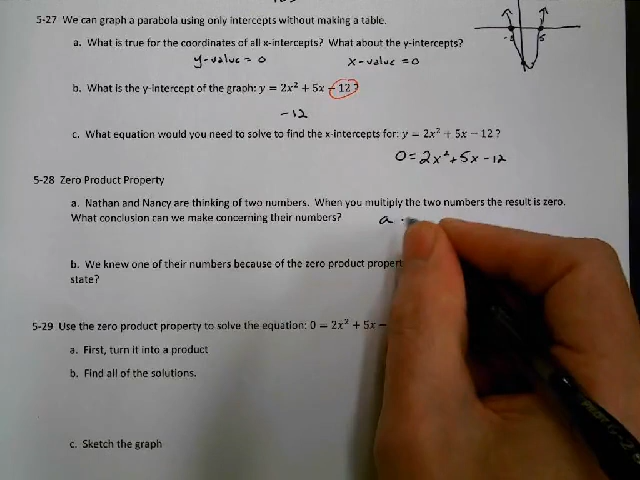 5-27 We can graph a parabola using only intercepts without making a table.
a. What is true for the coordinates of all x-intercepts? What about the y-intercepts?
y-value = 0 x-value = 0
b. What is the y-intercept of the graph: y = 2x² + 5x − 12?
-12
c. What equation would you need to solve to find the x-intercepts for: y = 2x² + 5x − 12?
0 = 2x² + 5x - 12
5-28 Zero Product Property
a. Nathan and Nancy are thinking of two numbers. When you multiply the two numbers the result is zero.
What conclusion can we make concerning their numbers?
a ·
b. We knew one of their numbers because of the zero product
state?
5-29 Use the zero product property to solve the equation: 0 = 2x² + 5x −
a. First, turn it into a product
b. Find all of the solutions.
c. Sketch the graph